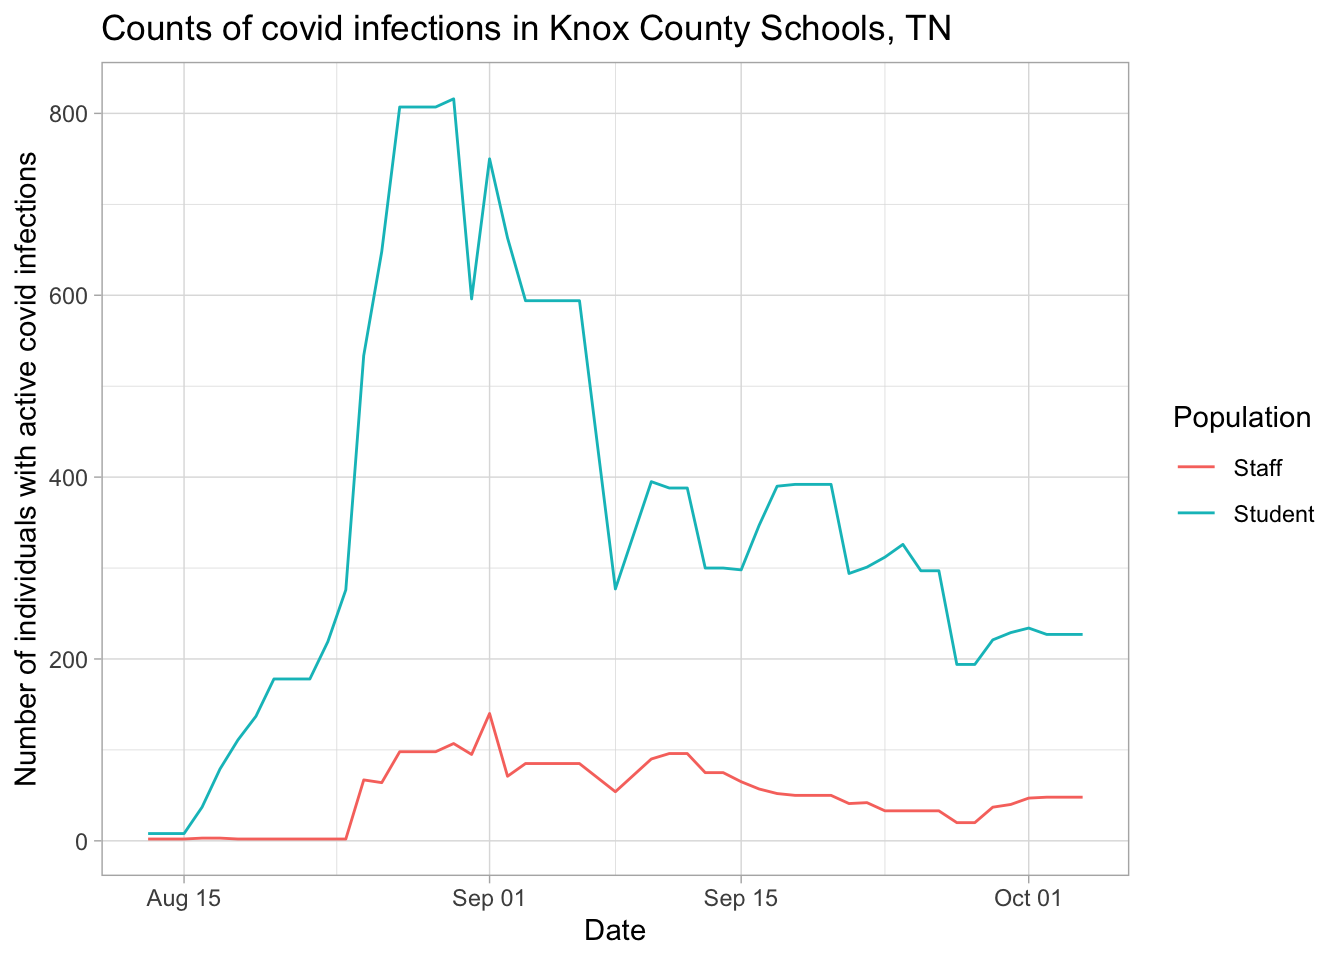 Counts of covid infections in Knox County Schools, TN
Number of individuals with active covid infections
800
600
400
200
0
Aug 15
Sep 01
Sep 15
Oct 01
Date
Population
Staff
Student